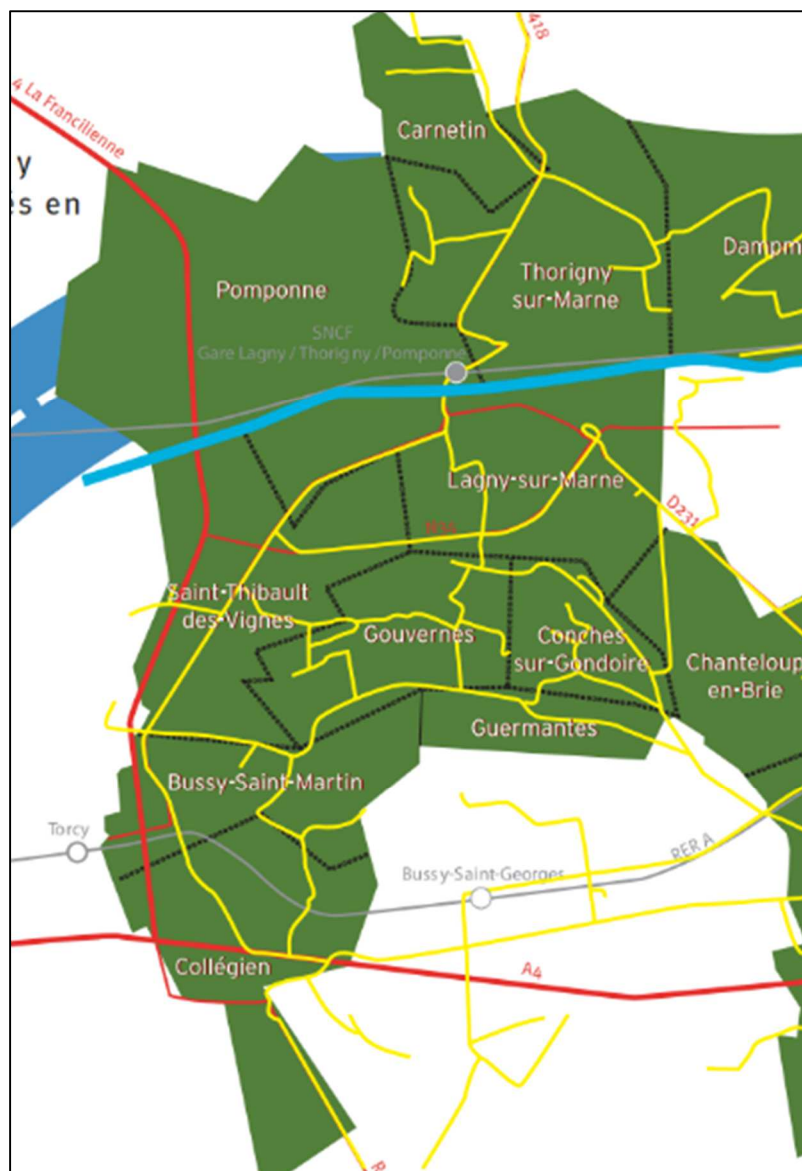 418
4 La Francilienne
y
és en
Carnetin
Pomponne
Thorigny
sur-Marne
Dampm
SNCF
Gare Lagny / Thorigny /Pomponne
Lagny-sur-Marne
D231
Saint-Thibault
des-Vignes
Gouvernes
Conches
sur-Gondoire
Chanteloup
en-Brie
Guermantes
Bussy-Saint-Martin
Torcy
Bussy-Saint-Georges
RER A
Collégien
A4
R